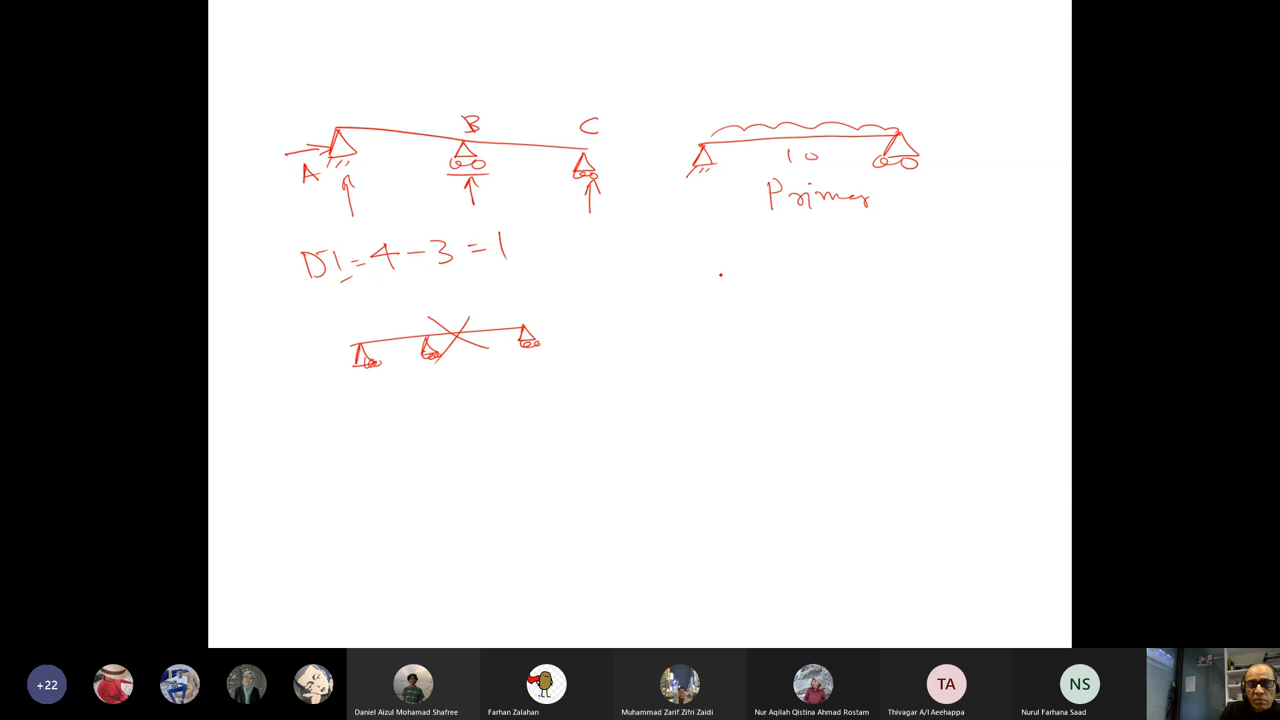 B
C
A
DI = 4 - 3 = 1
10
Primer
+22
Daniel Aizul Mohamad Shafree
Farhan Zalahan
Muhammad Zarif Zifri Zaidi
Nur Aqilah Qistina Ahmad Rostam
TA
Thivagar A/l Aeehappa
NS
Nurul Farhana Saad